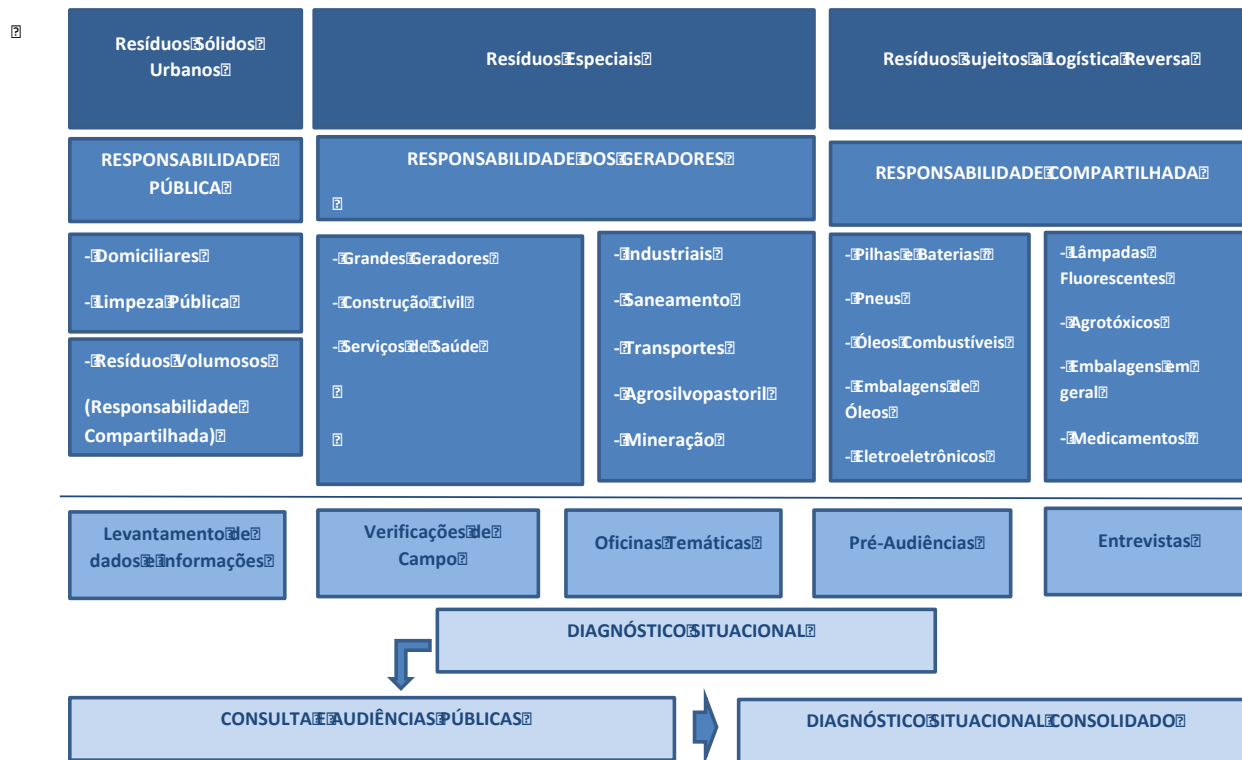 Resíduos Sólidos
Urbanos
Resíduos Especiais
Resíduos sujeitos a Logística Reversa
RESPONSABILIDADE
PÚBLICA
RESPONSABILIDADE DOS GERADORES
RESPONSABILIDADE COMPARTILHADA
- Domiciliares
- Limpeza Pública
- Resíduos Volumosos
(Responsabilidade
Compartilhada)
- Grandes Geradores
- Construção Civil
- Serviços de Saúde
- Industriais
- Saneamento
- Transportes
- Agrosilvopastoril
- Mineração
- Pilhas e Baterias
- Pneus
- Óleos Combustíveis
- Embalagens de
Óleos
- Eletroeletrônicos
- Lâmpadas
Fluorescentes
- Agrotóxicos
- Embalagens em
geral
- Medicamentos
Levantamento de
dados e informações
Verificações de
Campo
Oficinas Temáticas
Pré-Audiências
Entrevistas
DIAGNÓSTICO SITUACIONAL
CONSULTA E AUDIÊNCIAS PÚBLICAS
DIAGNÓSTICO SITUACIONAL CONSOLIDADO